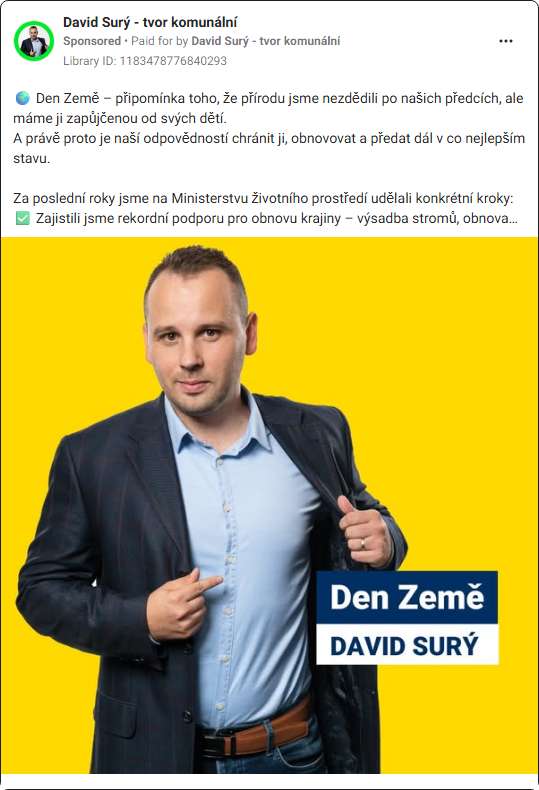 David Surý - tvor komunální
Sponsored • Paid for by David Surý - tvor komunální
Library ID: 1183478776840293
🌍 Den Země – připomínka toho, že přírodu jsme nezdědili po našich předcích, ale
máme ji zapůjčenou od svých dětí.
A právě proto je naší odpovědností chránit ji, obnovovat a předat dál v co nejlepším
stavu.
Za poslední roky jsme na Ministerstvu životního prostředí udělali konkrétní kroky:
✅ Zajistili jsme rekordní podporu pro obnovu krajiny – výsadba stromů, obnova...
Den Země
DAVID SURÝ